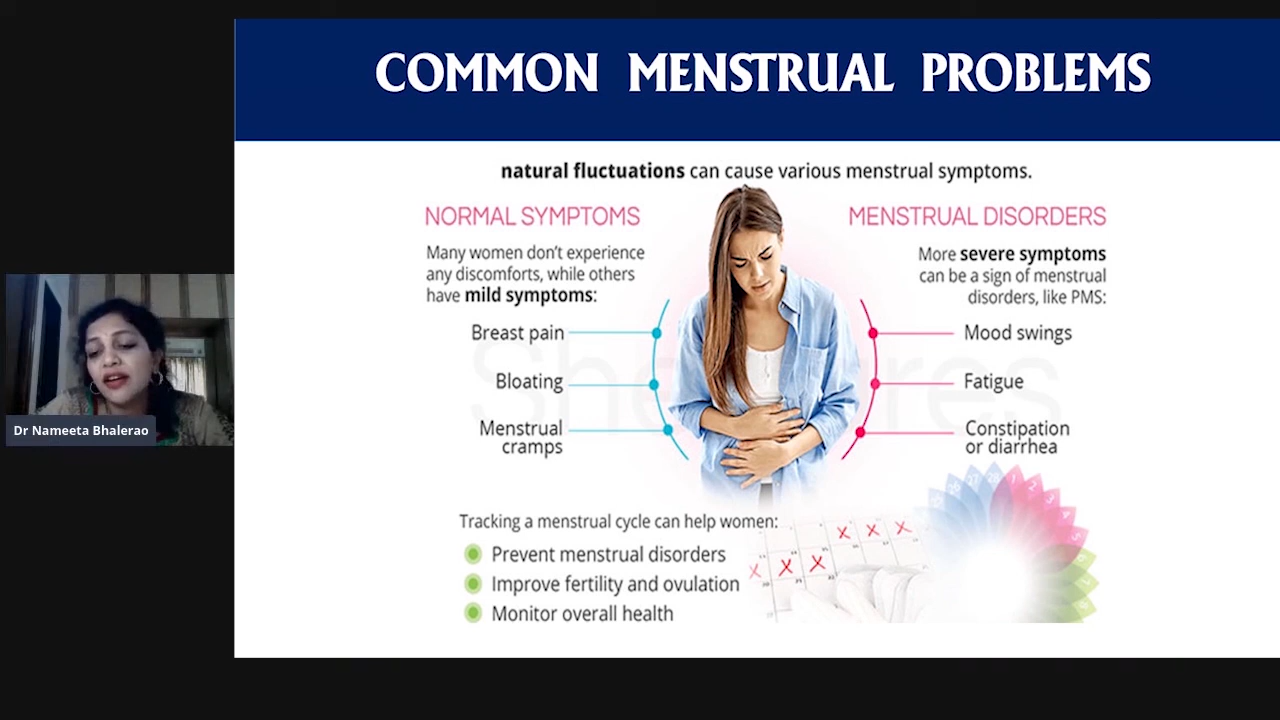 COMMON MENSTRUAL PROBLEMS
natural fluctuations can cause various menstrual symptoms.
NORMAL SYMPTOMS
Many women don't experience
any discomforts, while others
have mild symptoms:
Breast pain
Bloating
Menstrual
cramps
MENSTRUAL DISORDERS
More severe symptoms
can be a sign of menstrual
disorders, like PMS:
Mood swings
Fatigue
Constipation
or diarrhea
Dr Nameeta Bhalerao
Tracking a menstrual cycle can help women:
Prevent menstrual disorders
Improve fertility and ovulation
Monitor overall health